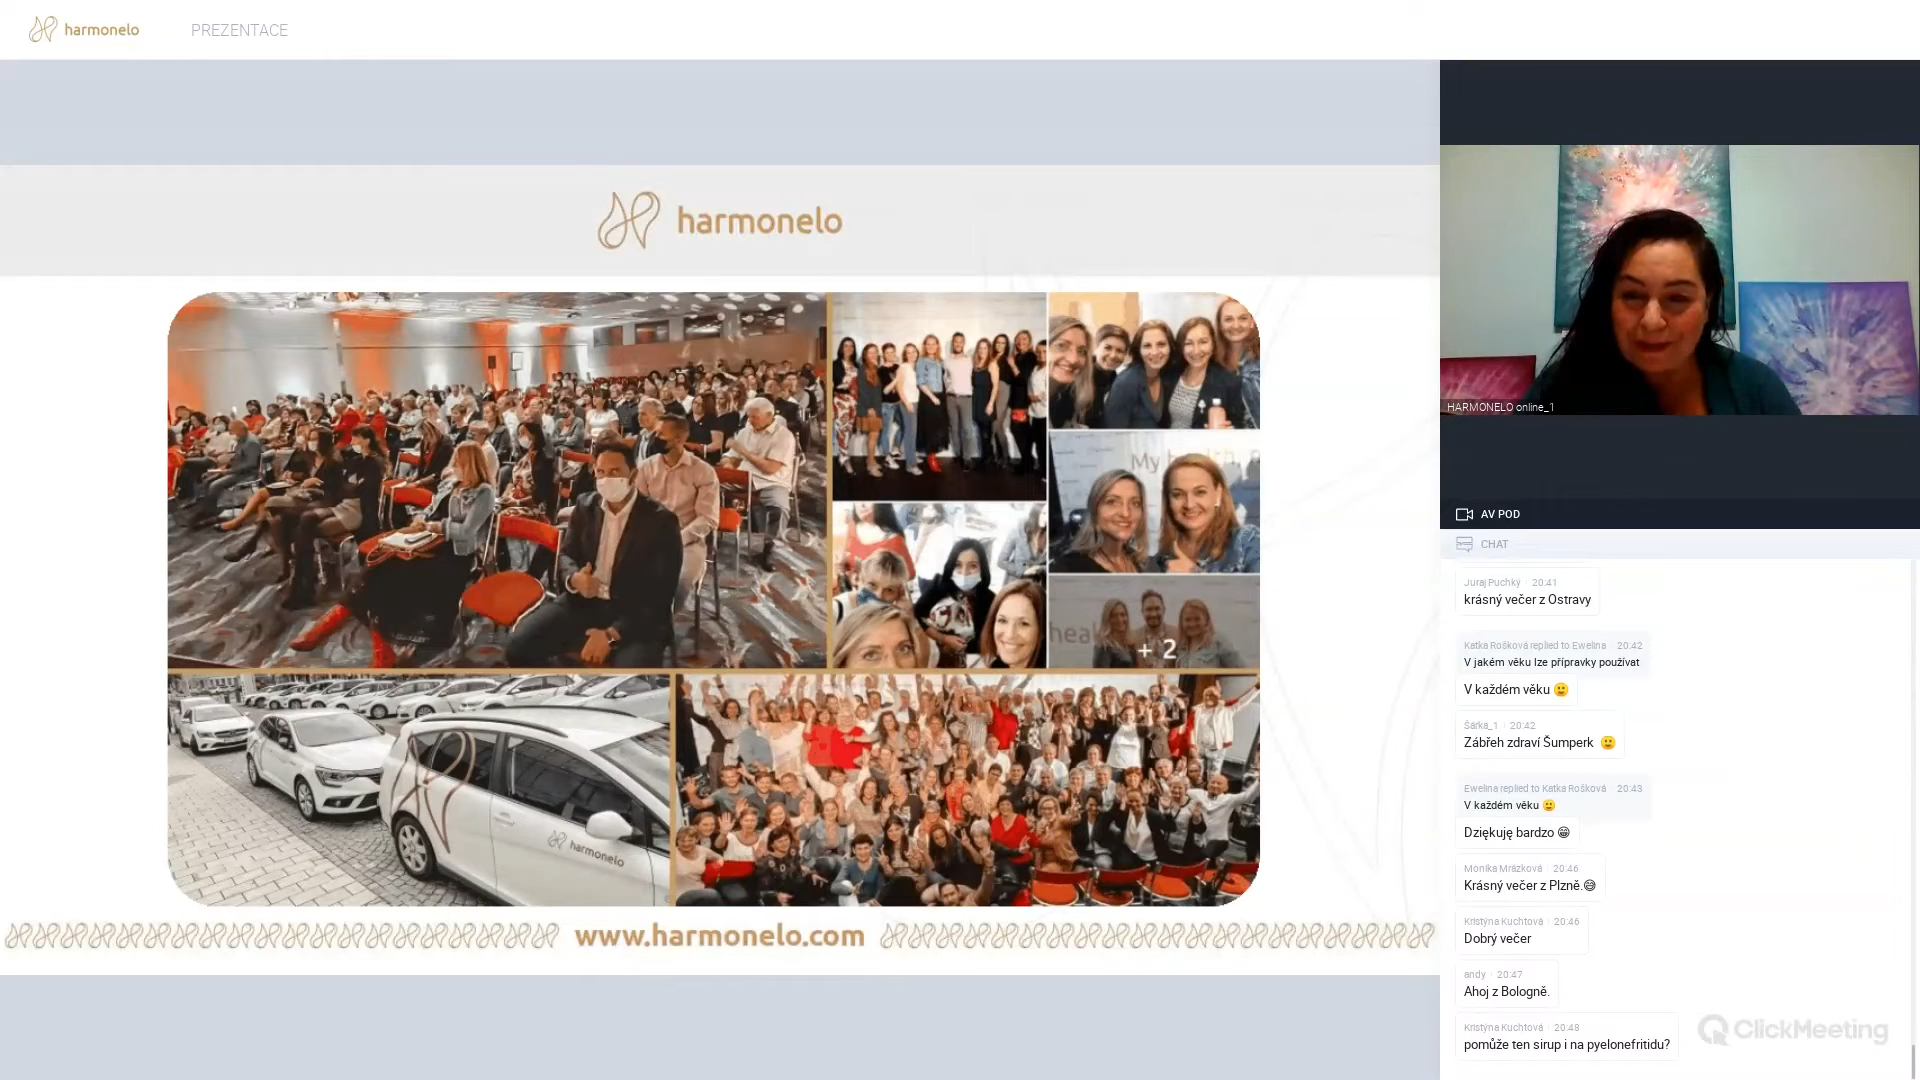 harmonelo
PREZENTACE
harmonelo
My health,
heal
+ 2
harmonelo
www.harmonelo.com
HARMONELO online_1
AV POD
CHAT
Juraj Puchký · 20:41
krásný večer z Ostravy
Katka Rošková replied to Ewelina · 20:42
V jakém věku lze přípravky používat
V každém věku 🙂
Šárka_1 · 20:42
Zábřeh zdraví Šumperk 🙂
Ewelina replied to Katka Rošková · 20:43
V každém věku 🙂
Dziękuję bardzo 😁
Monika Mrázková · 20:46
Krásný večer z Plzně.😅
Kristýna Kuchtová · 20:46
Dobrý večer
andy · 20:47
Ahoj z Bologně.
Kristýna Kuchtová · 20:48
pomůže ten sirup i na pyelonefritidu?
ClickMeeting